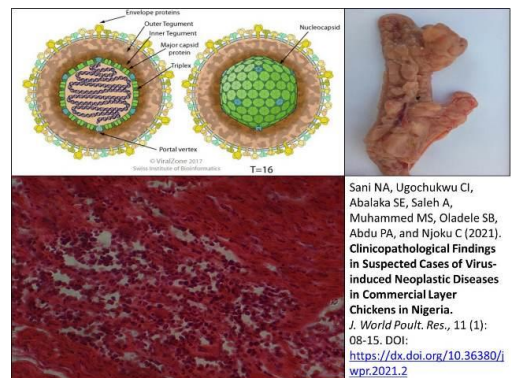 Envelope proteins
Outer Tegument
Inner Tegument
Major capsid
protein
Triplex
Nucleocapsid
Portal vertex
© ViralZone 2017
Swiss Institute of Bioinformatics
T=16
Sani NA, Ugochukwu CI,
Abalaka SE, Saleh A,
Muhammed MS, Oladele SB,
Abdu PA, and Njoku C (2021).
Clinicopathological Findings
in Suspected Cases of Virus-
induced Neoplastic Diseases
in Commercial Layer
Chickens in Nigeria.
J. World Poult. Res., 11 (1):
08-15. DOI:
https://dx.doi.org/10.36380/j
wpr.2021.2